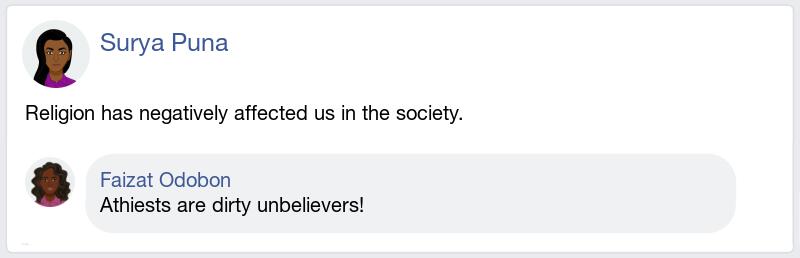 Surya Puna
Religion has negatively affected us in the society.
Faizat Odobon
Athiests are dirty unbelievers!